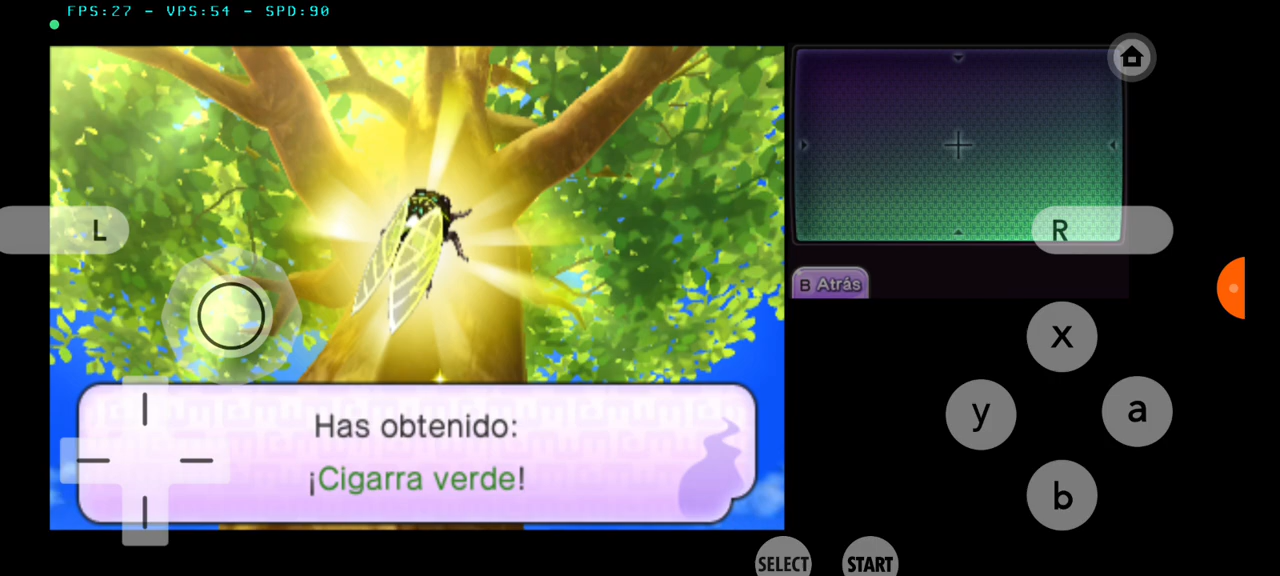 FPS:27 - VPS:54 - SPD:90
L
R
B Atrás
x
y
a
b
Has obtenido:
¡Cigarra verde!
SELECT
START